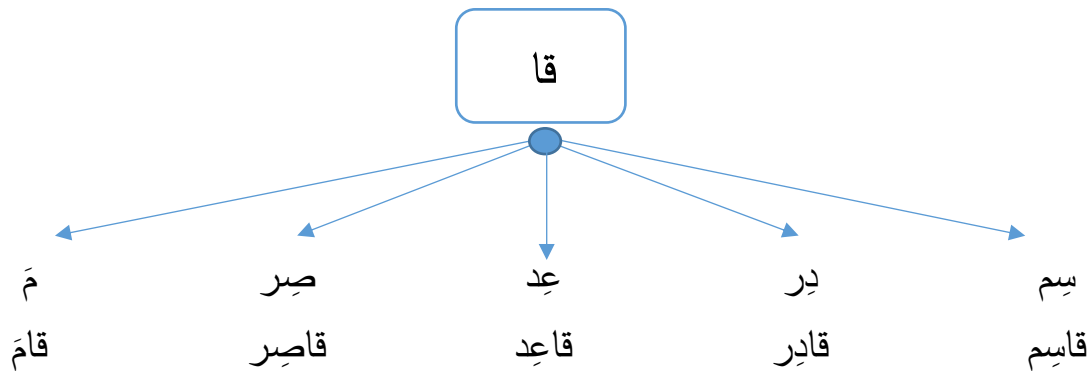 قا
سِم دِر عِد صِر مَ
قاسِم قادِر قاعِد قاصِر قامَ